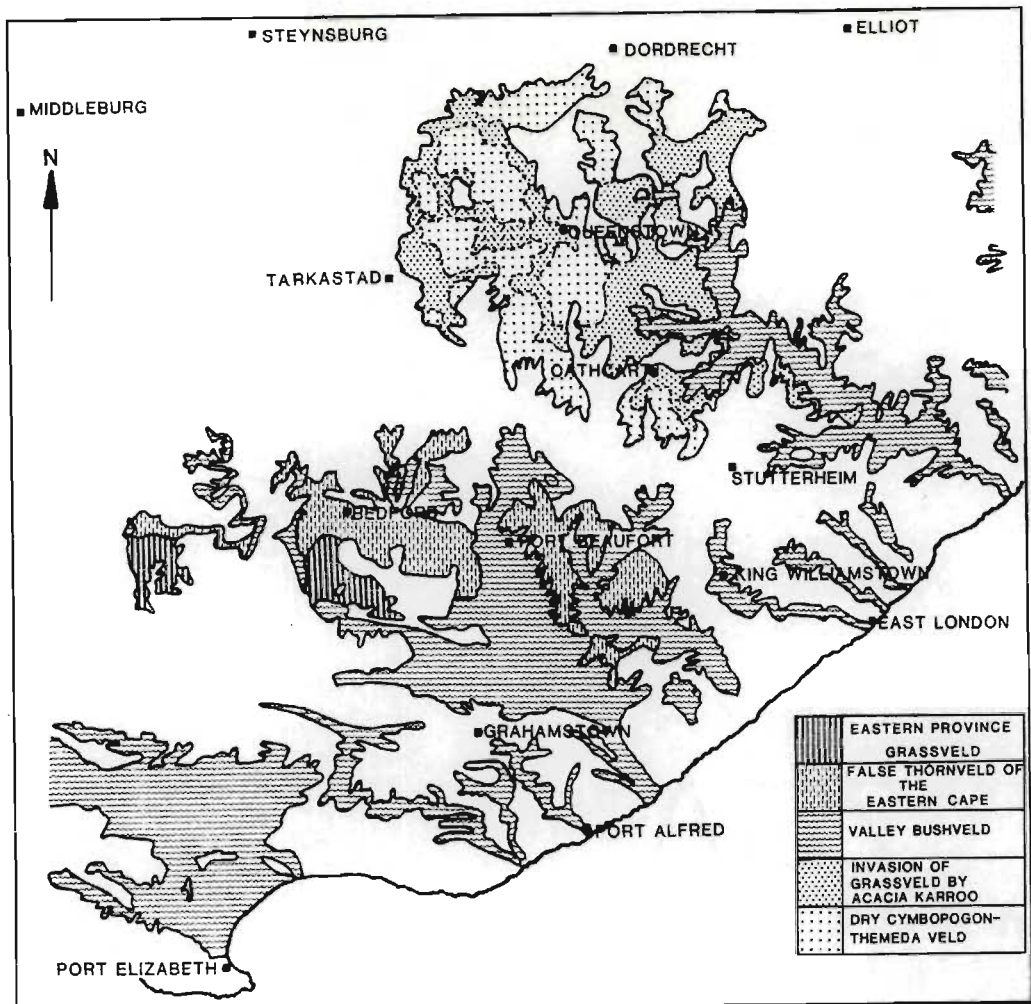 STEYNSBURG
ELLIOT
DORDRECHT
MIDDLEBURG
N
QUEENSTOWN
TARKASTAD
CATHCART
STUTTERHEIM
BEDFORD
FORT BEAUFORT
KING WILLIAMSTOWN
EAST LONDON
GRAHAMSTOWN
PORT ALFRED
PORT ELIZABETH
EASTERN PROVINCE
GRASSVELD
FALSE THORNVELD OF
THE
EASTERN CAPE
VALLEY BUSHVELD
INVASION OF
GRASSVELD BY
ACACIA KARROO
DRY CYMBOPOGON-
THEMEDA VELD